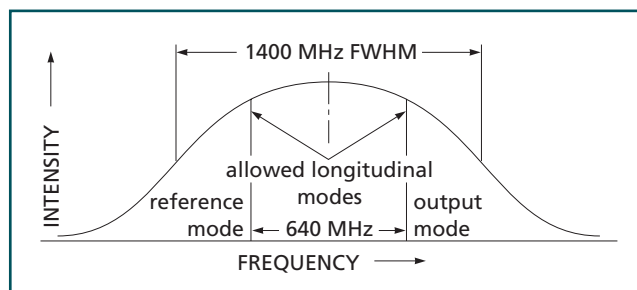 1400 MHz FWHM
INTENSITY
allowed longitudinal
modes
reference
mode
640 MHz
output
mode
FREQUENCY